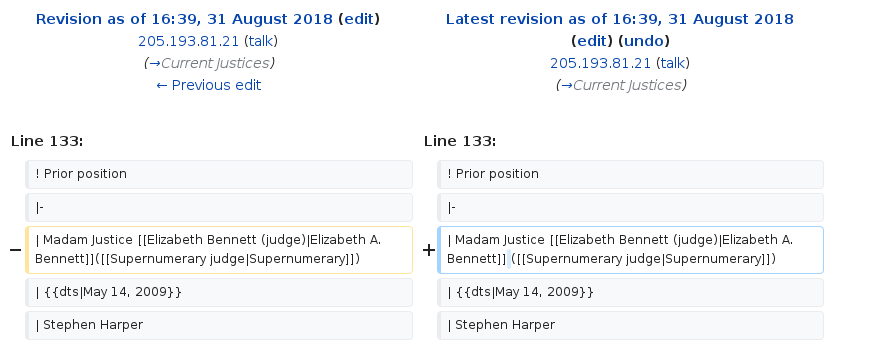 Revision as of 16:39, 31 August 2018 (edit)
205.193.81.21 (talk)
(→Current Justices)
← Previous edit
Latest revision as of 16:39, 31 August 2018
(edit) (undo)
205.193.81.21 (talk)
(→Current Justices)
Line 133:
Line 133:
! Prior position
! Prior position
|-
|-
− | Madam Justice [[Elizabeth Bennett (judge)|Elizabeth A.
Bennett]]([[Supernumerary judge|Supernumerary]])
+ | Madam Justice [[Elizabeth Bennett (judge)|Elizabeth A.
Bennett]] ([[Supernumerary judge|Supernumerary]])
| {{dts|May 14, 2009}}
| {{dts|May 14, 2009}}
| Stephen Harper
| Stephen Harper